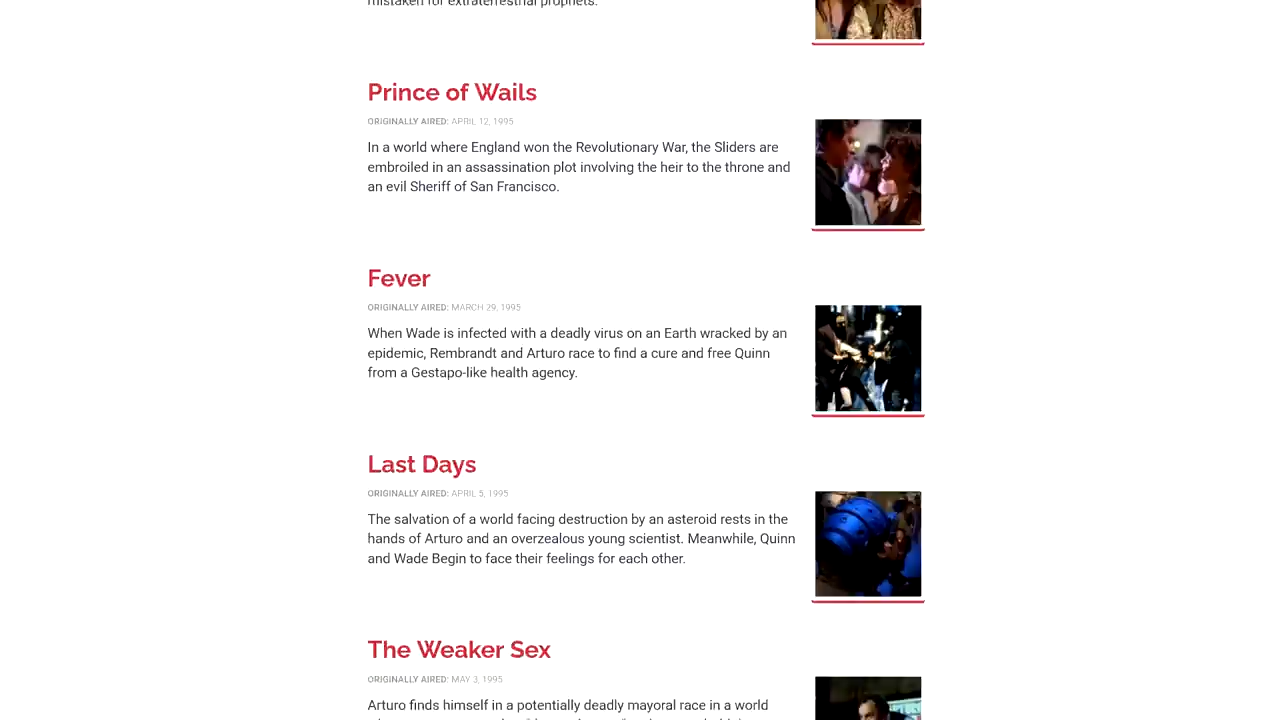 mistaken for extraterrestrial prophets.
Prince of Wails
ORIGINALLY AIRED: APRIL 12, 1995
In a world where England won the Revolutionary War, the Sliders are
embroiled in an assassination plot involving the heir to the throne and
an evil Sheriff of San Francisco.
Fever
ORIGINALLY AIRED: MARCH 29, 1995
When Wade is infected with a deadly virus on an Earth wracked by an
epidemic, Rembrandt and Arturo race to find a cure and free Quinn
from a Gestapo-like health agency.
Last Days
ORIGINALLY AIRED: APRIL 5, 1995
The salvation of a world facing destruction by an asteroid rests in the
hands of Arturo and an overzealous young scientist. Meanwhile, Quinn
and Wade Begin to face their feelings for each other.
The Weaker Sex
ORIGINALLY AIRED: MAY 3, 1995
Arturo finds himself in a potentially deadly mayoral race in a world